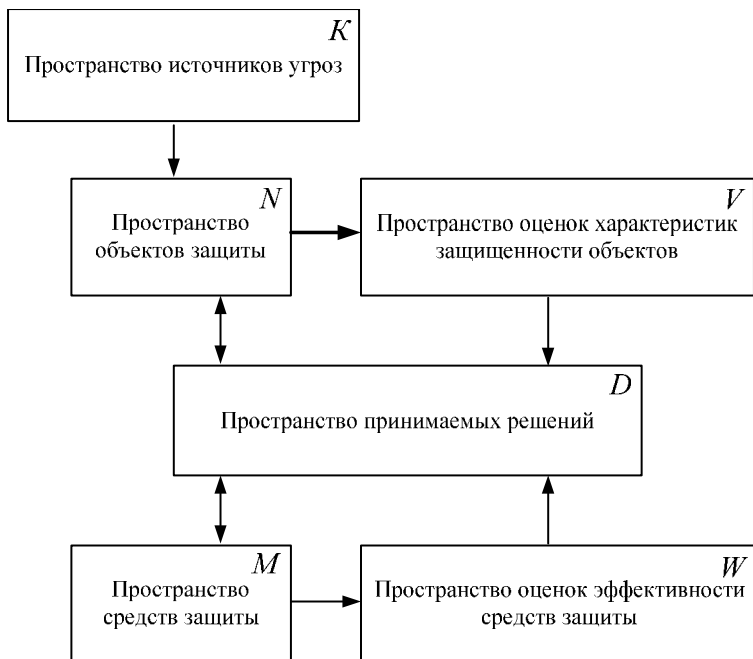 K
Пространство источников угроз
N
Пространство
объектов защиты
V
Пространство оценок характеристик
защищенности объектов
D
Пространство принимаемых решений
M
Пространство
средств защиты
W
Пространство оценок эффективности
средств защиты